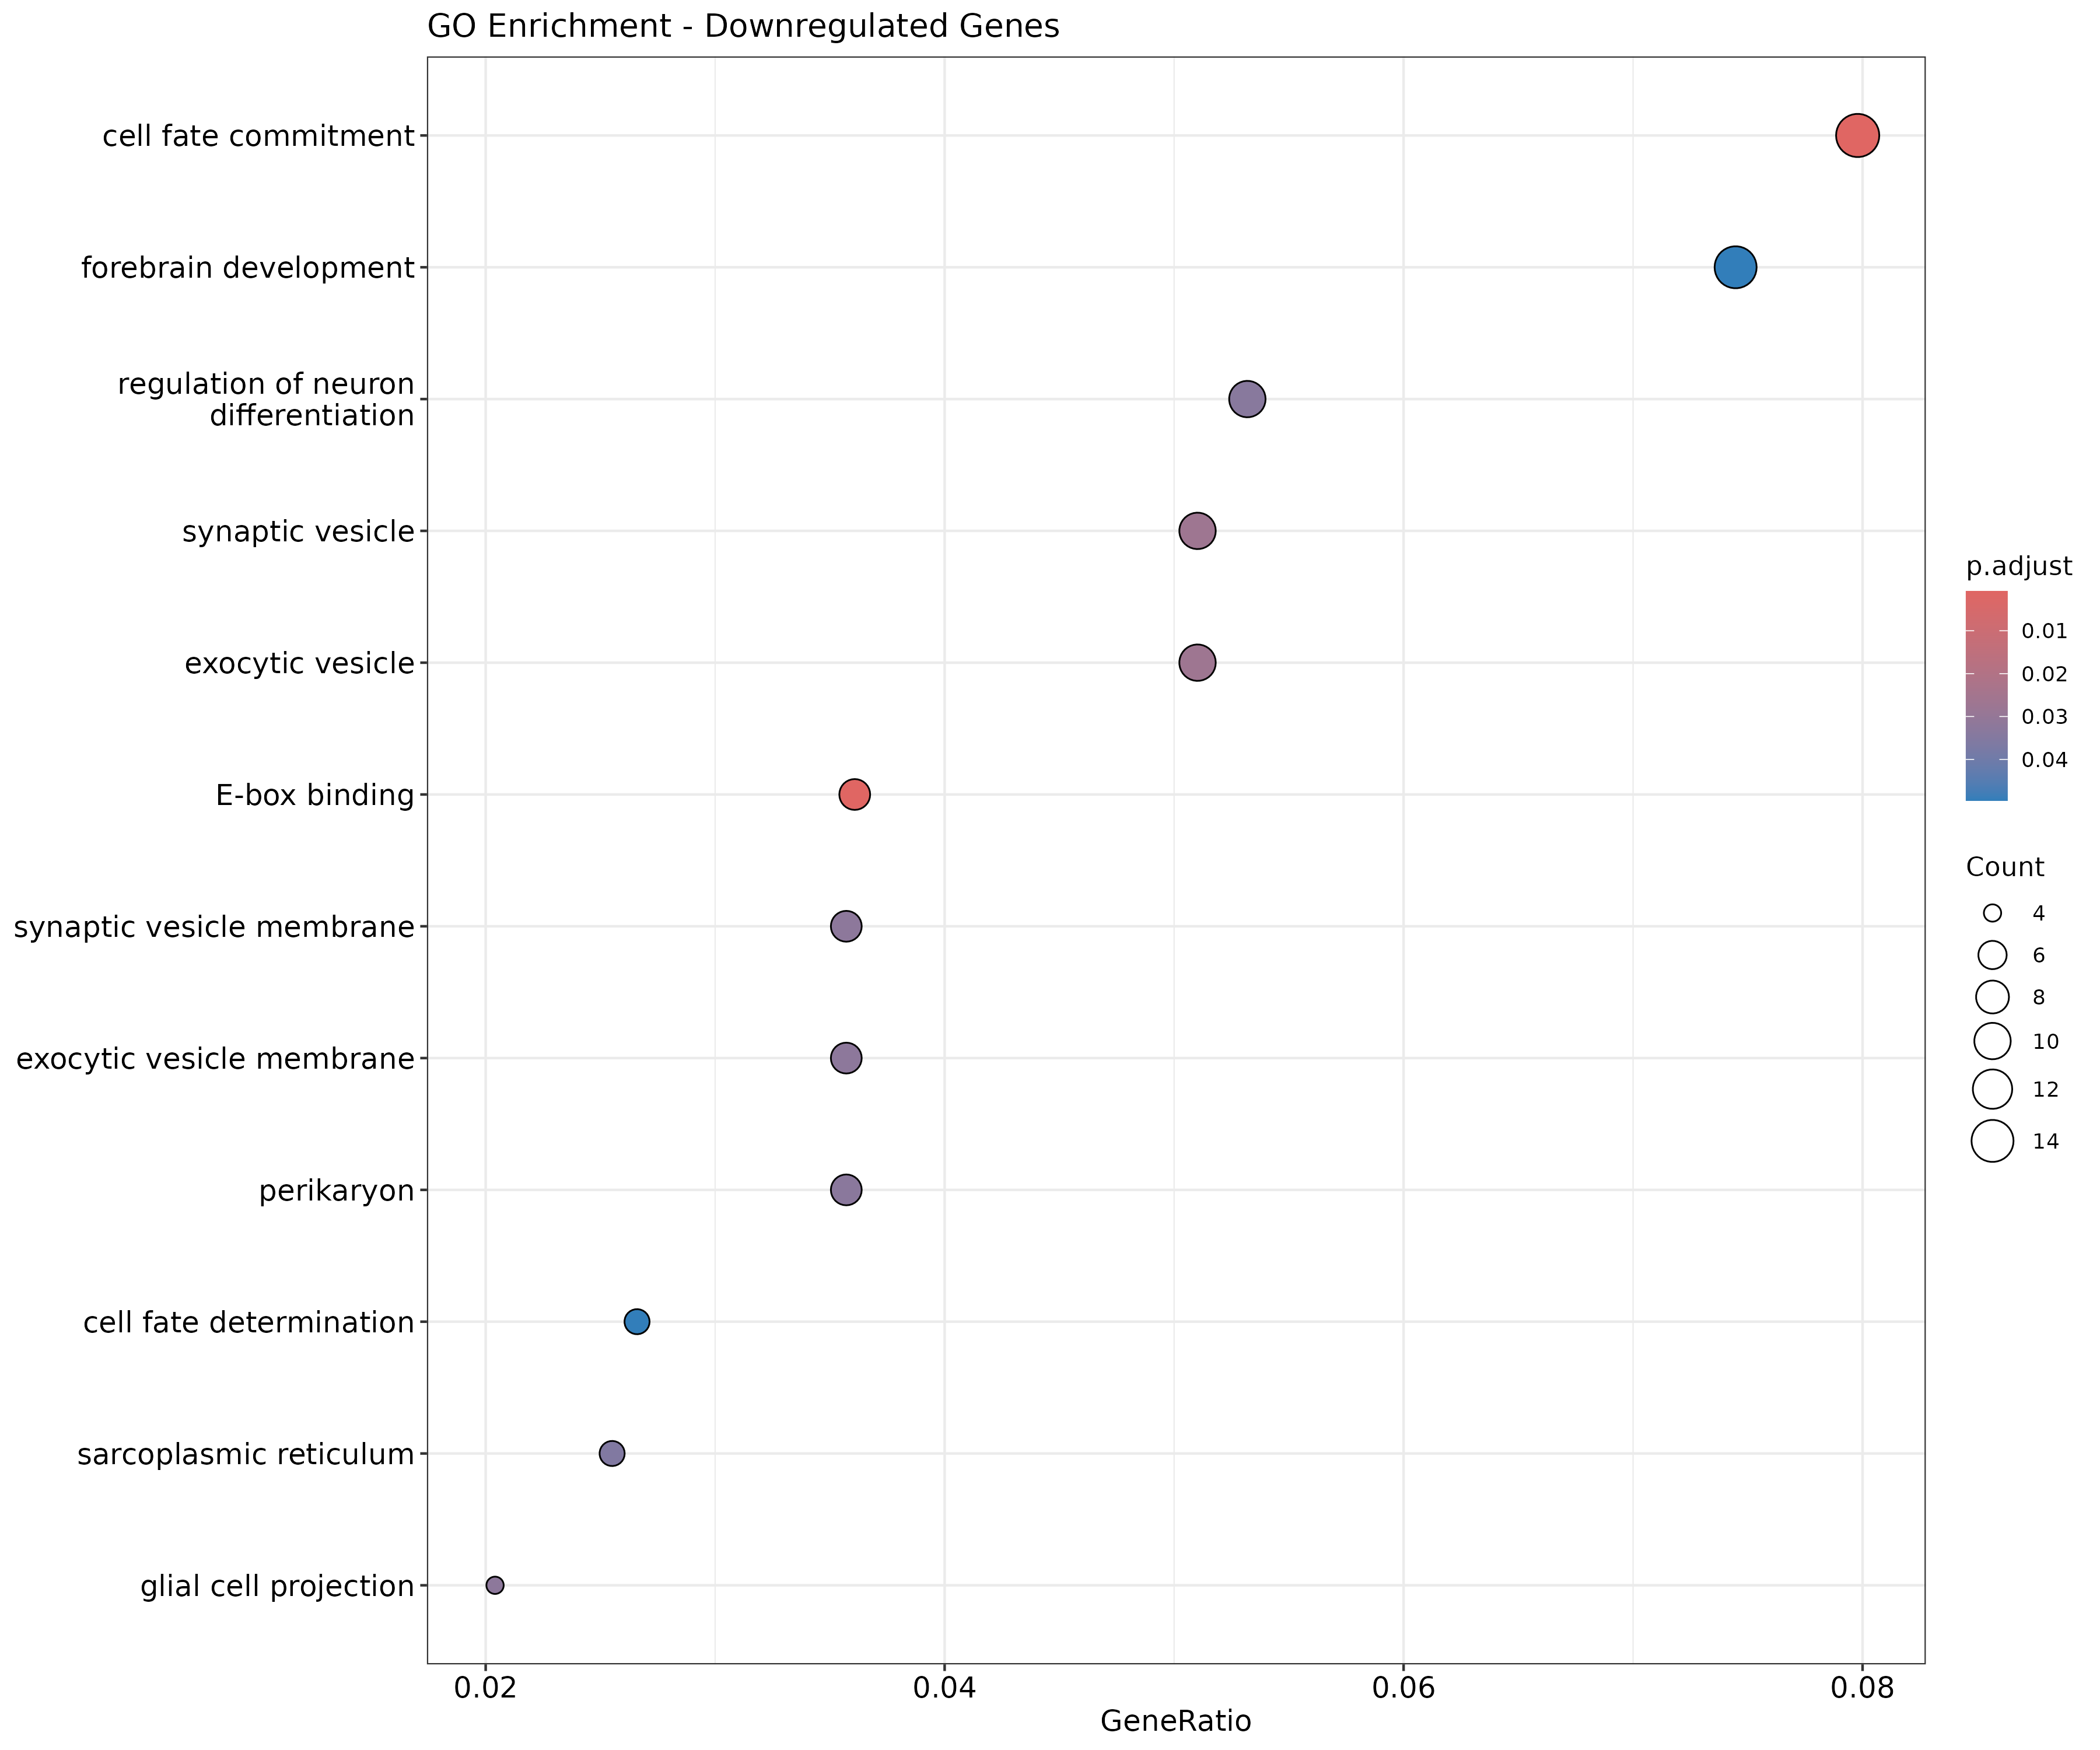 GO Enrichment - Downregulated Genes
cell fate commitment
forebrain development
regulation of neuron
differentiation
synaptic vesicle
exocytic vesicle
E-box binding
synaptic vesicle membrane
exocytic vesicle membrane
perikaryon
cell fate determination
sarcoplasmic reticulum
glial cell projection
0.02
0.04
0.06
0.08
GeneRatio
p.adjust
0.01
0.02
0.03
0.04
Count
4
6
8
10
12
14